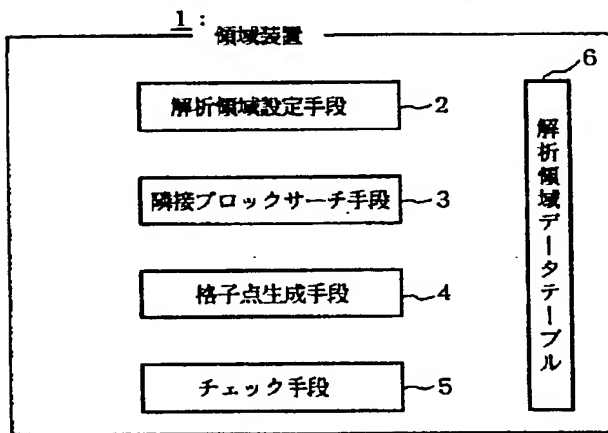 1:
領域装置
解析領域設定手段
2
隣接ブロックサーチ手段
3
格子点生成手段
4
チェック手段
5
6
解析領域データテーブル